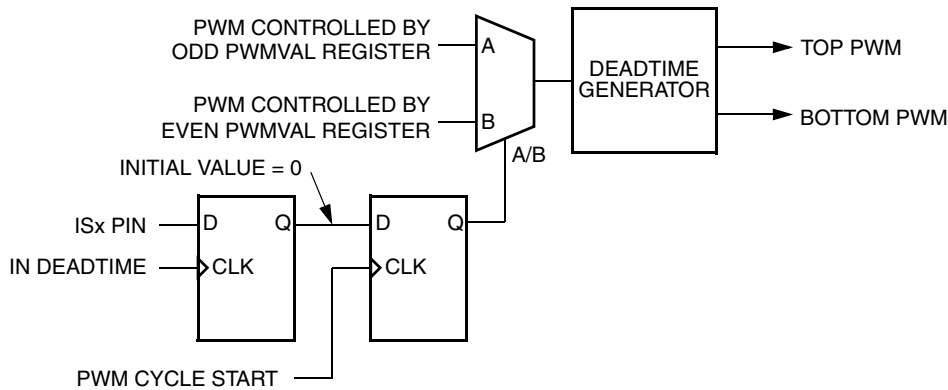 PWM CONTROLLED BY
ODD PWMVAL REGISTER
A
DEADTIME
GENERATOR
TOP PWM
BOTTOM PWM
PWM CONTROLLED BY
EVEN PWMVAL REGISTER
B
A/B
INITIAL VALUE = 0
ISx PIN
D
Q
D
Q
IN DEADTIME
CLK
CLK
PWM CYCLE START